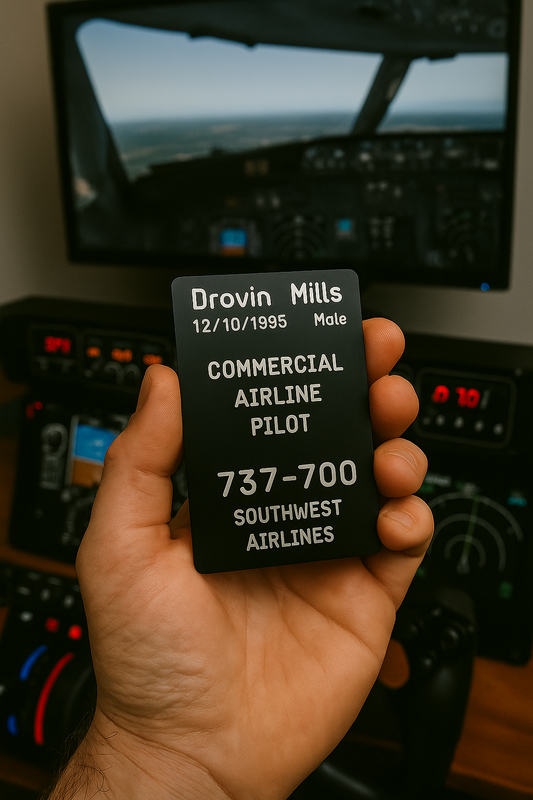 Drovin Mills
12/10/1995 Male
COMMERCIAL
AIRLINE
PILOT
737-700
SOUTHWEST
AIRLINES